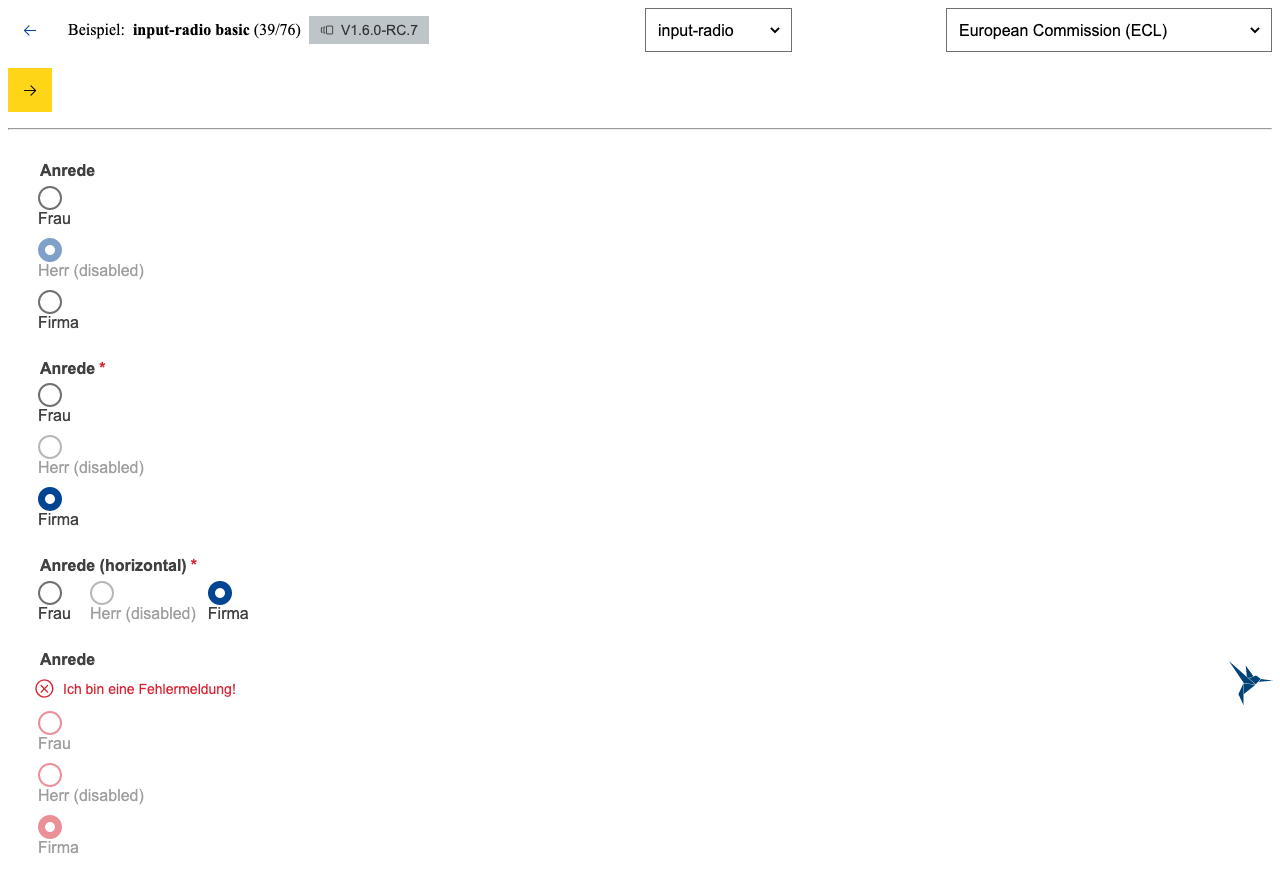 Beispiel: input-radio basic (39/76) V1.6.0-RC.7 input-radio European Commission (ECL)
Anrede
Frau
Herr (disabled)
Firma
Anrede *
Frau
Herr (disabled)
Firma
Anrede (horizontal) *
Frau Herr (disabled) Firma
Anrede
Ich bin eine Fehlermeldung!
Frau
Herr (disabled)
Firma